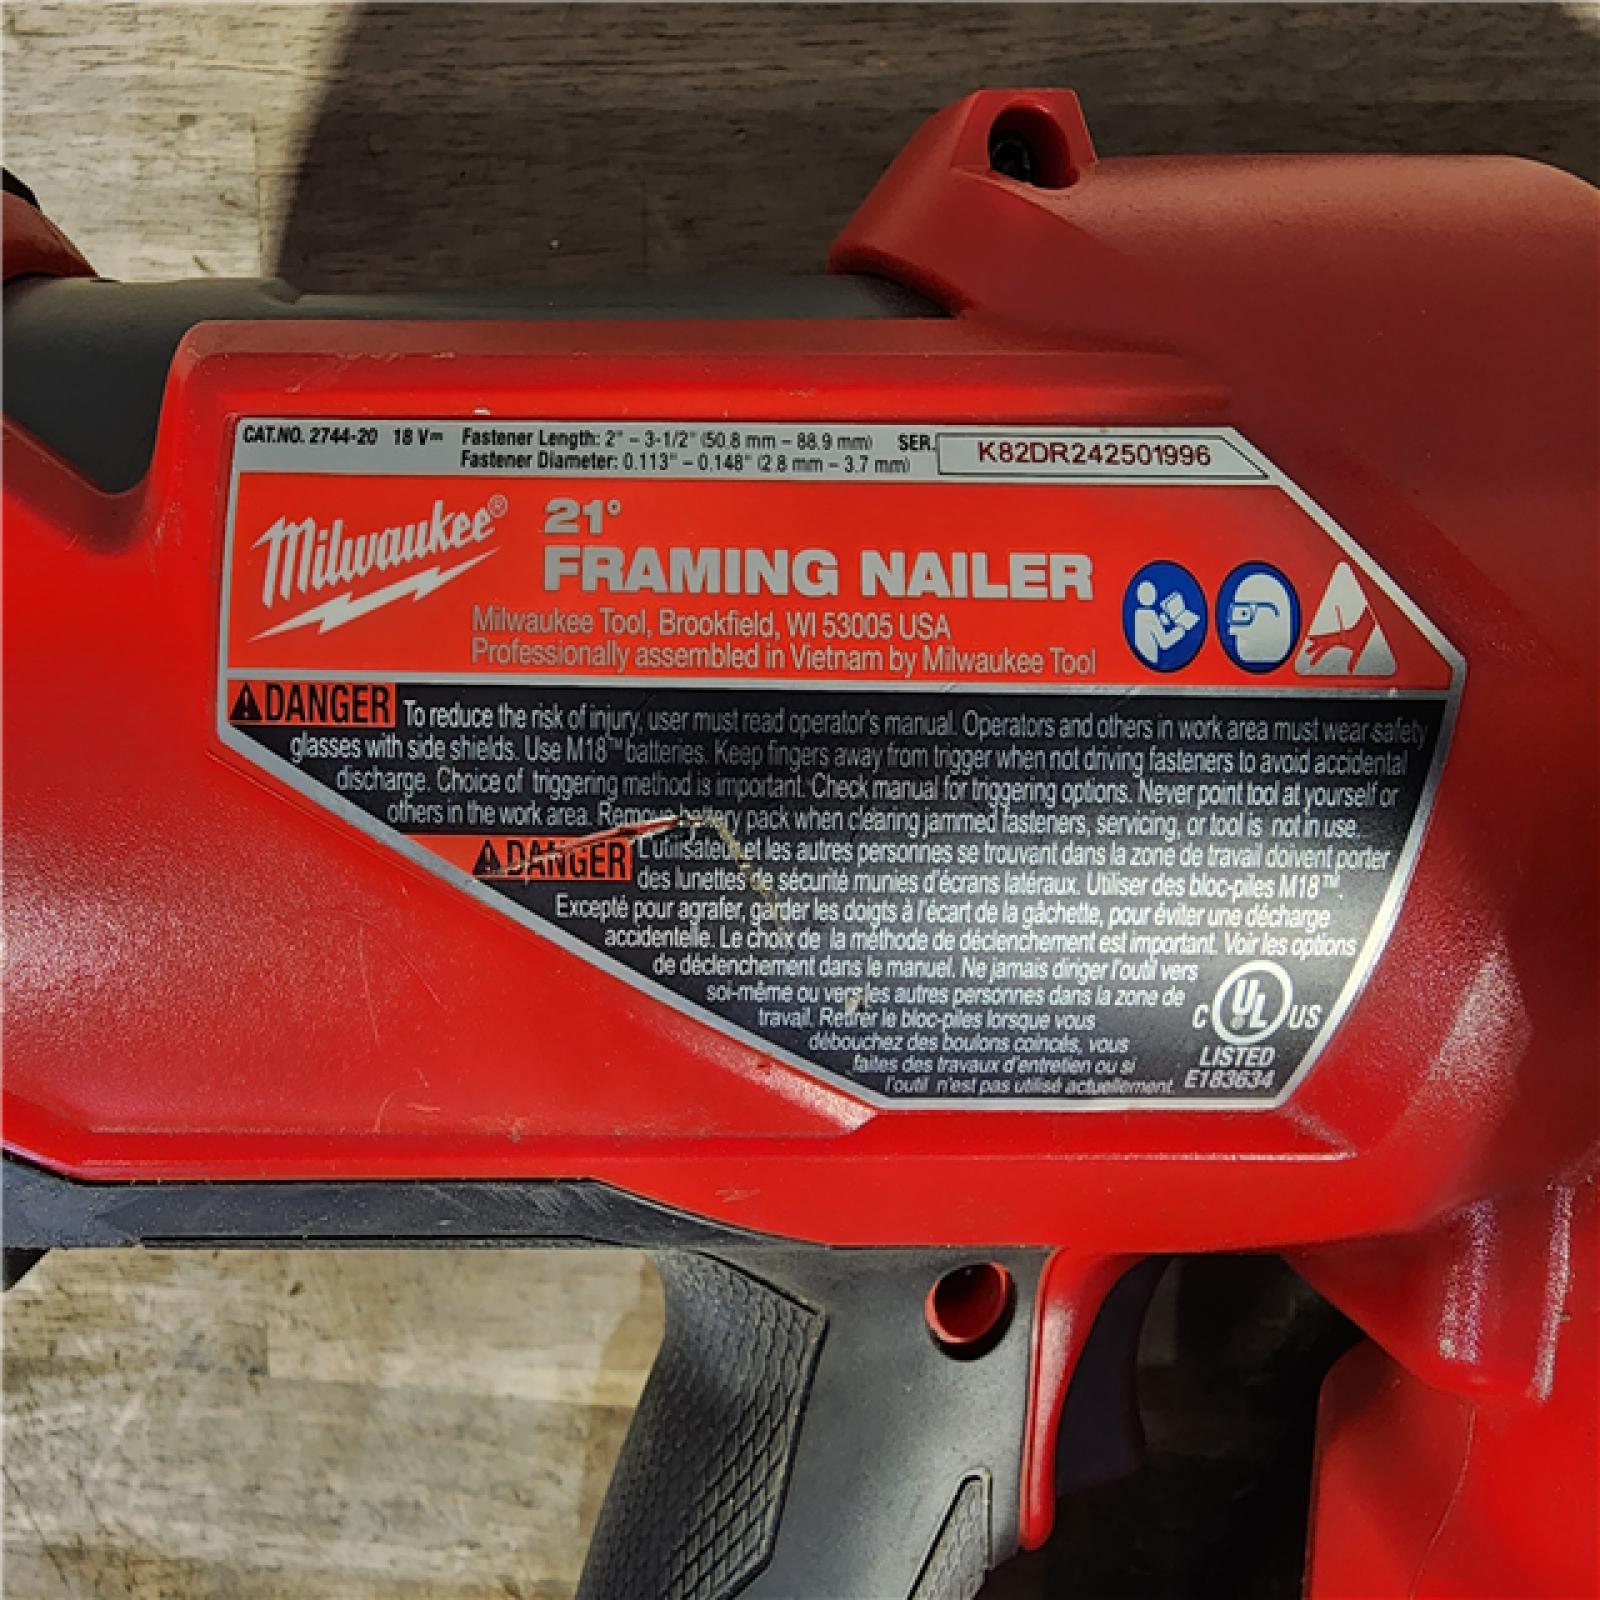 CAT.NO. 2744-20 18 V⎓ Fastener Length: 2" – 3-1/2" (50.8 mm – 88.9 mm) SER. K82DR242501996
Fastener Diameter: 0.113" – 0.148" (2.8 mm – 3.7 mm)
Milwaukee®
21°
FRAMING NAILER
Milwaukee Tool, Brookfield, WI 53005 USA
Professionally assembled in Vietnam by Milwaukee Tool
⚠DANGER To reduce the risk of injury, user must read operator's manual. Operators and others in work area must wear safety
glasses with side shields. Use M18™ batteries. Keep fingers away from trigger when not driving fasteners to avoid accidental
discharge. Choice of triggering method is important. Check manual for triggering options. Never point tool at yourself or
others in the work area. Remove battery pack when clearing jammed fasteners, servicing, or tool is not in use.
⚠DANGER L'utilisateur et les autres personnes se trouvant dans la zone de travail doivent porter
des lunettes de sécurité munies d'écrans latéraux. Utiliser des bloc-piles M18™.
Excepté pour agrafer, garder les doigts à l'écart de la gâchette, pour éviter une décharge
accidentelle. Le choix de la méthode de déclenchement est important. Voir les options
de déclenchement dans le manuel. Ne jamais diriger l'outil vers
soi-même ou vers les autres personnes dans la zone de
travail. Retirer le bloc-piles lorsque vous
débouchez des boulons coincés, vous
faites des travaux d'entretien ou si
l'outil n'est pas utilisé actuellement.
C UL US
LISTED
E183634